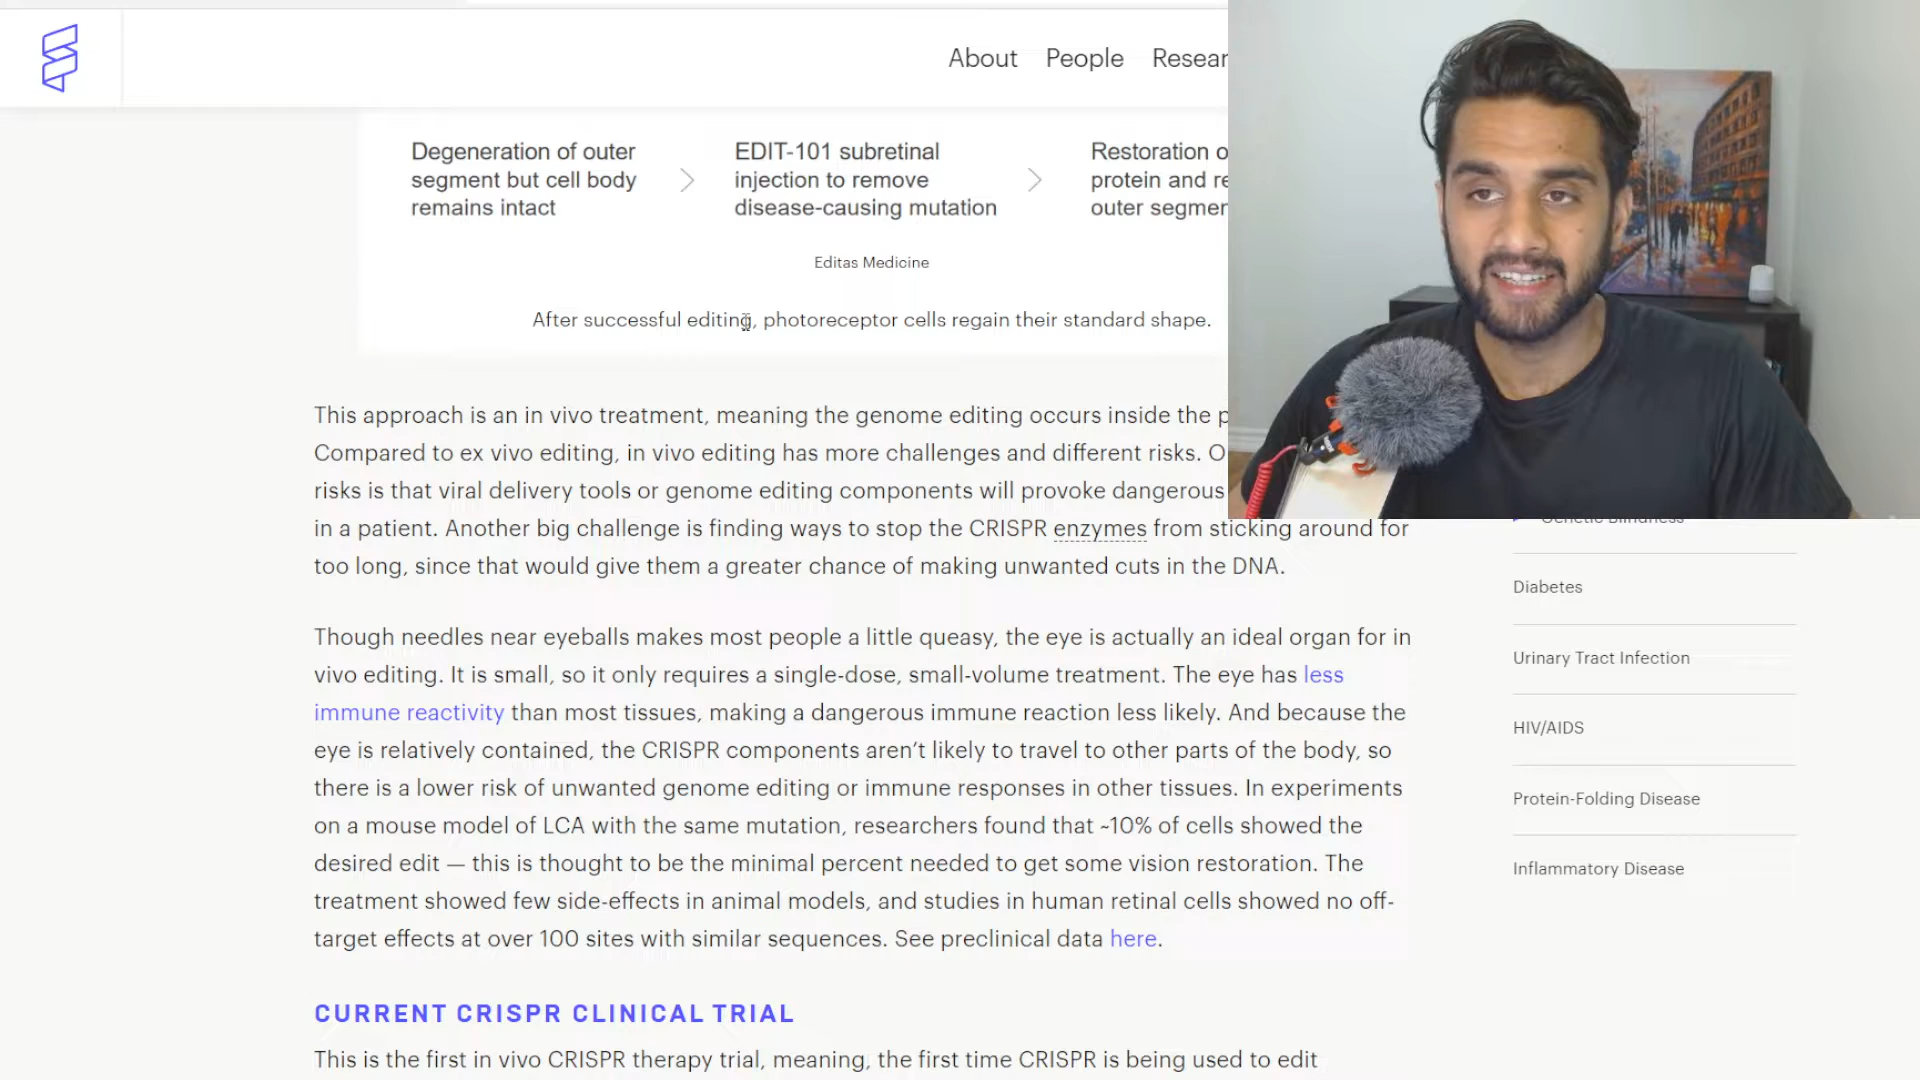 About People Resear
Degeneration of outer
segment but cell body
remains intact
EDIT-101 subretinal
injection to remove
disease-causing mutation
Restoration o
protein and re
outer segmen
Editas Medicine
After successful editing, photoreceptor cells regain their standard shape.
This approach is an in vivo treatment, meaning the genome editing occurs inside the p
Compared to ex vivo editing, in vivo editing has more challenges and different risks. O
risks is that viral delivery tools or genome editing components will provoke dangerous
in a patient. Another big challenge is finding ways to stop the CRISPR enzymes from sticking around for
too long, since that would give them a greater chance of making unwanted cuts in the DNA.
Though needles near eyeballs makes most people a little queasy, the eye is actually an ideal organ for in
vivo editing. It is small, so it only requires a single-dose, small-volume treatment. The eye has less
immune reactivity than most tissues, making a dangerous immune reaction less likely. And because the
eye is relatively contained, the CRISPR components aren’t likely to travel to other parts of the body, so
there is a lower risk of unwanted genome editing or immune responses in other tissues. In experiments
on a mouse model of LCA with the same mutation, researchers found that ~10% of cells showed the
desired edit — this is thought to be the minimal percent needed to get some vision restoration. The
treatment showed few side-effects in animal models, and studies in human retinal cells showed no off-
target effects at over 100 sites with similar sequences. See preclinical data here.
CURRENT CRISPR CLINICAL TRIAL
This is the first in vivo CRISPR therapy trial, meaning, the first time CRISPR is being used to edit
Genetic Blindness
Diabetes
Urinary Tract Infection
HIV/AIDS
Protein-Folding Disease
Inflammatory Disease